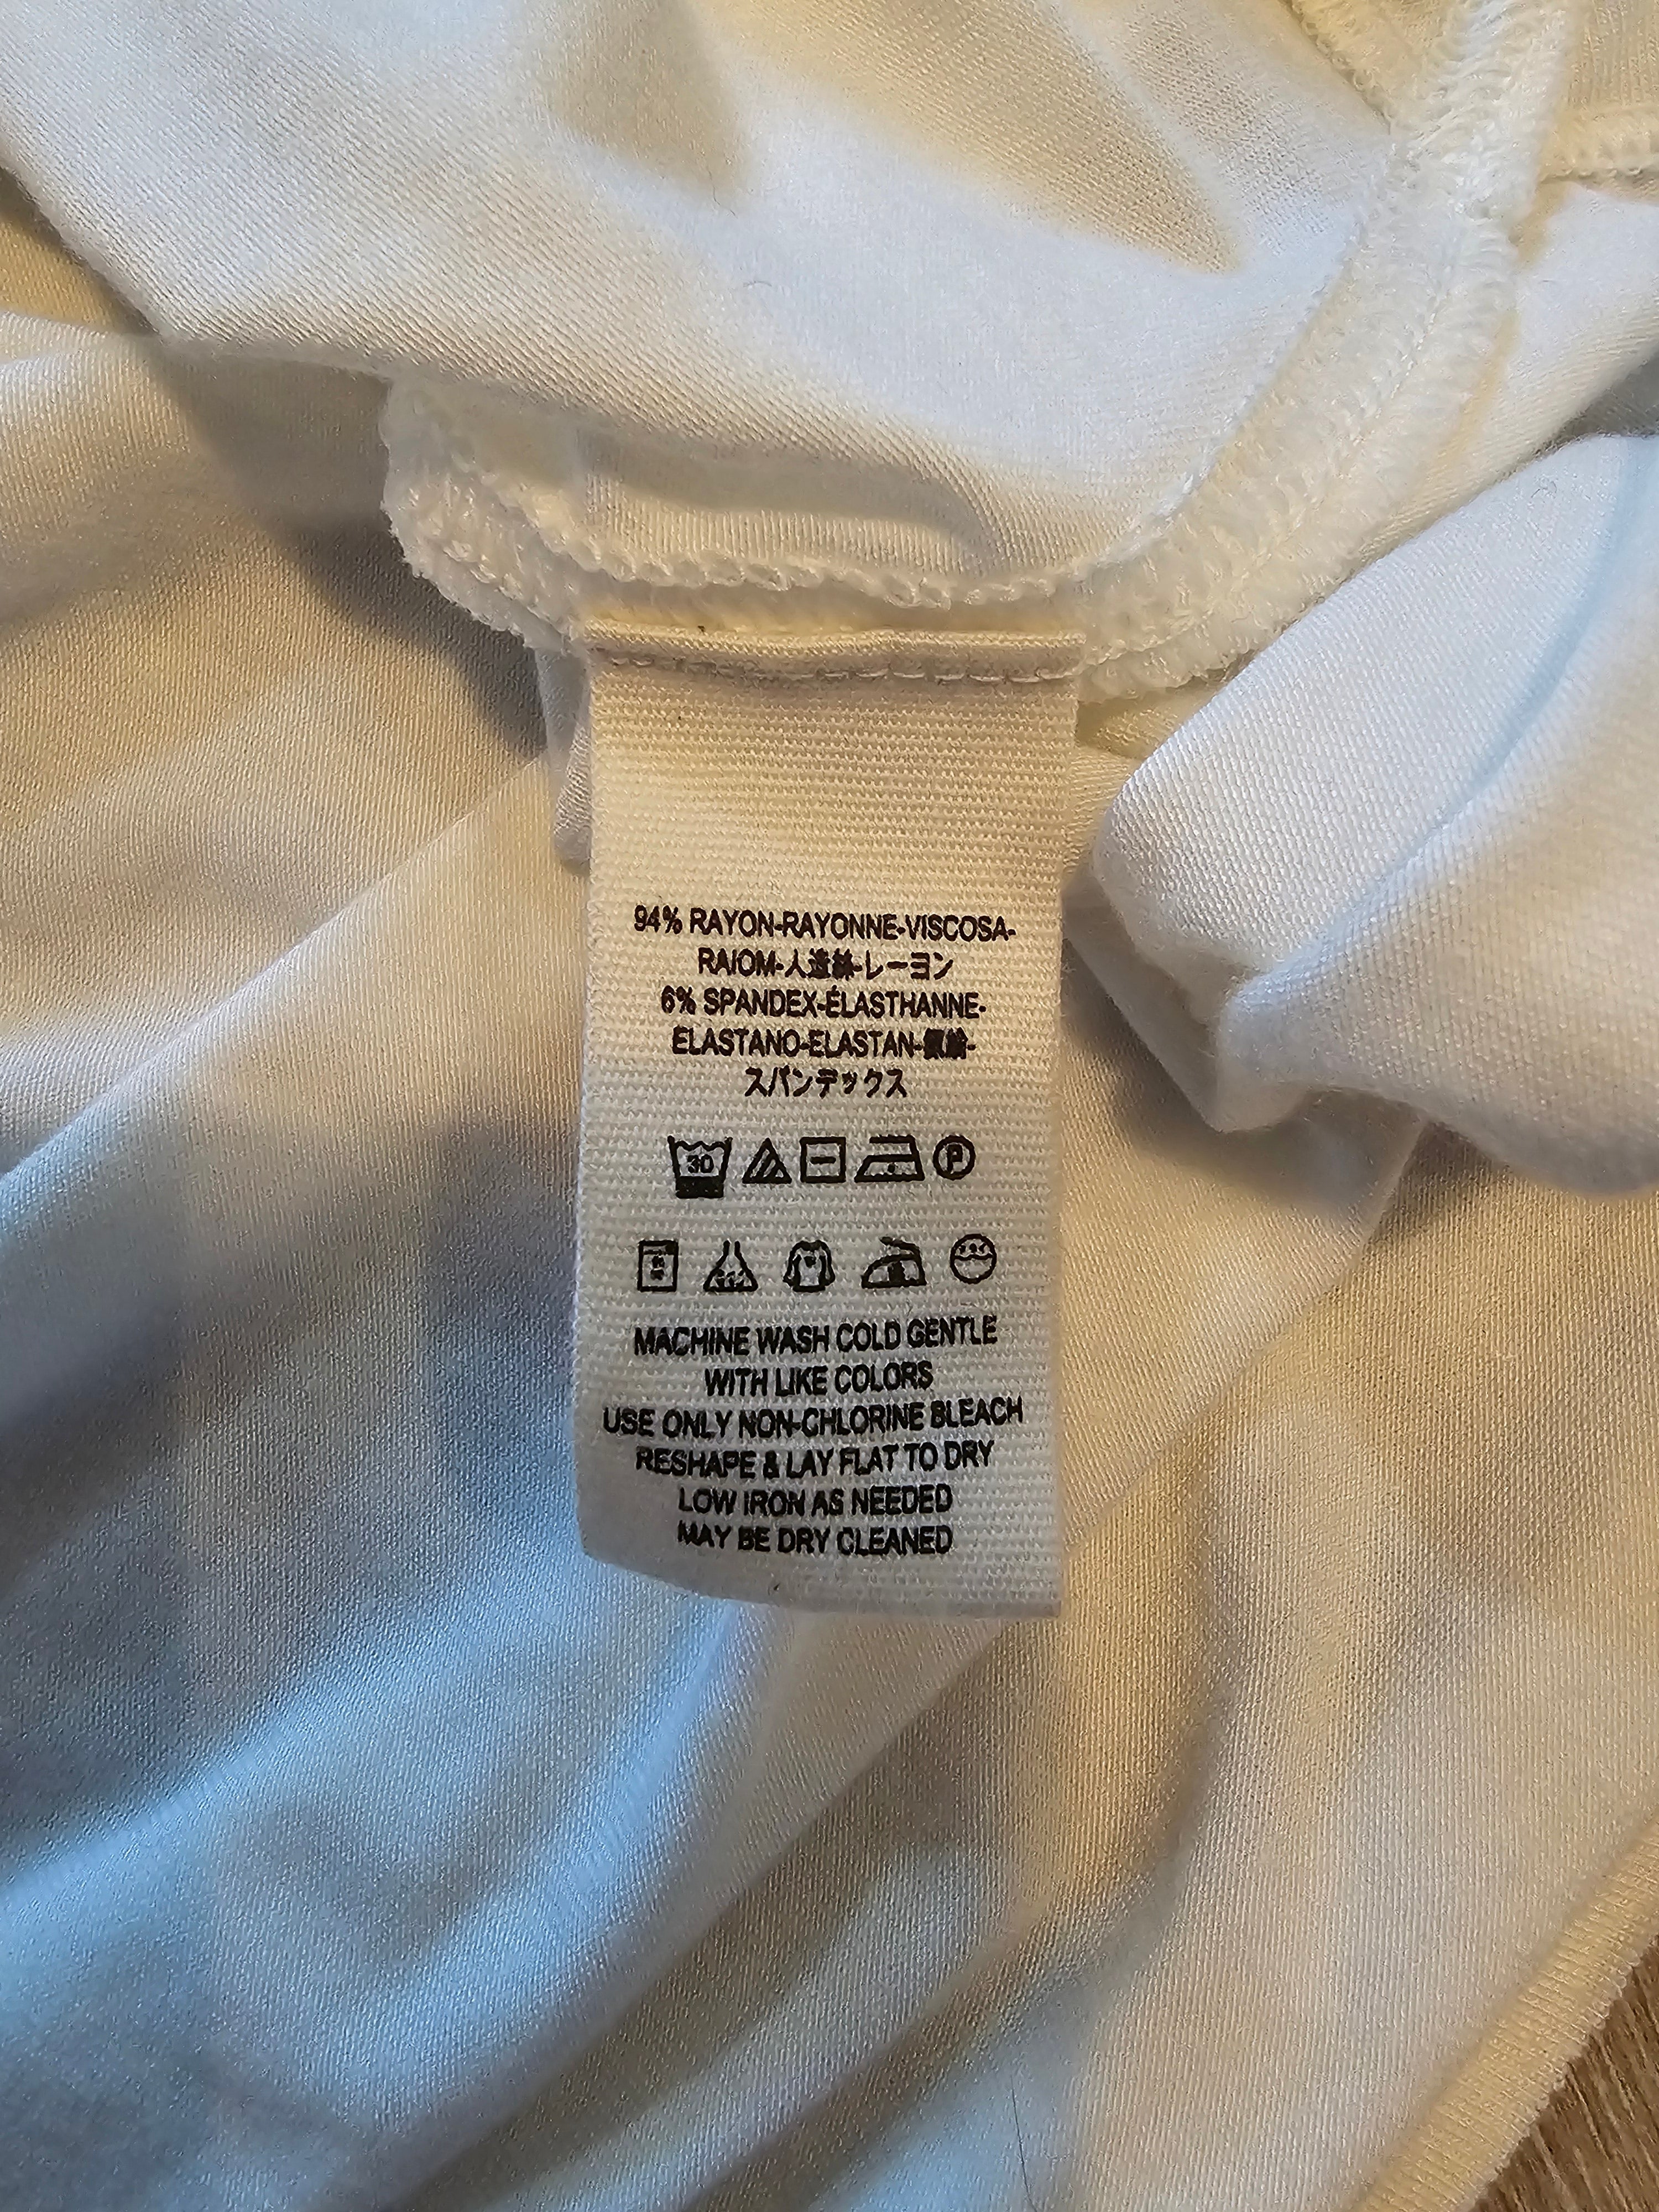 94% RAYON-RAYONNE-VISCOSA-
RAIOM-人造絲-レーヨン
6% SPANDEX-ÉLASTHANNE-
ELASTANO-ELASTAN-
スパンデックス
30 P
MACHINE WASH COLD GENTLE
WITH LIKE COLORS
USE ONLY NON-CHLORINE BLEACH
RESHAPE & LAY FLAT TO DRY
LOW IRON AS NEEDED
MAY BE DRY CLEANED